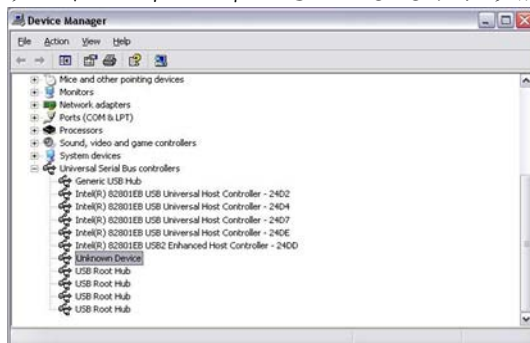 Device Manager
File Action View Help
Mice and other pointing devices
Monitors
Network adapters
Ports (COM & LPT)
Processors
Sound, video and game controllers
System devices
Universal Serial Bus controllers
Generic USB Hub
Intel(R) 82801EB USB Universal Host Controller - 24D2
Intel(R) 82801EB USB Universal Host Controller - 24D4
Intel(R) 82801EB USB Universal Host Controller - 24D7
Intel(R) 82801EB USB Universal Host Controller - 24DE
Intel(R) 82801EB USB2 Enhanced Host Controller - 24DD
Unknown Device
USB Root Hub
USB Root Hub
USB Root Hub
USB Root Hub